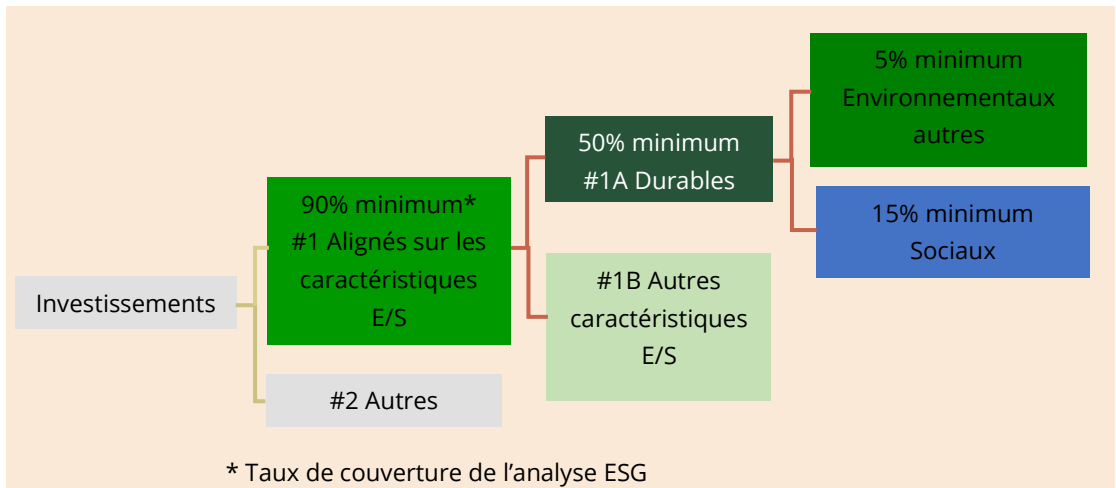 Investissements
90% minimum*
#1 Alignés sur les
caractéristiques
E/S
#2 Autres
50% minimum
#1A Durables
#1B Autres
caractéristiques
E/S
5% minimum
Environnementaux
autres
15% minimum
Sociaux
* Taux de couverture de l’analyse ESG